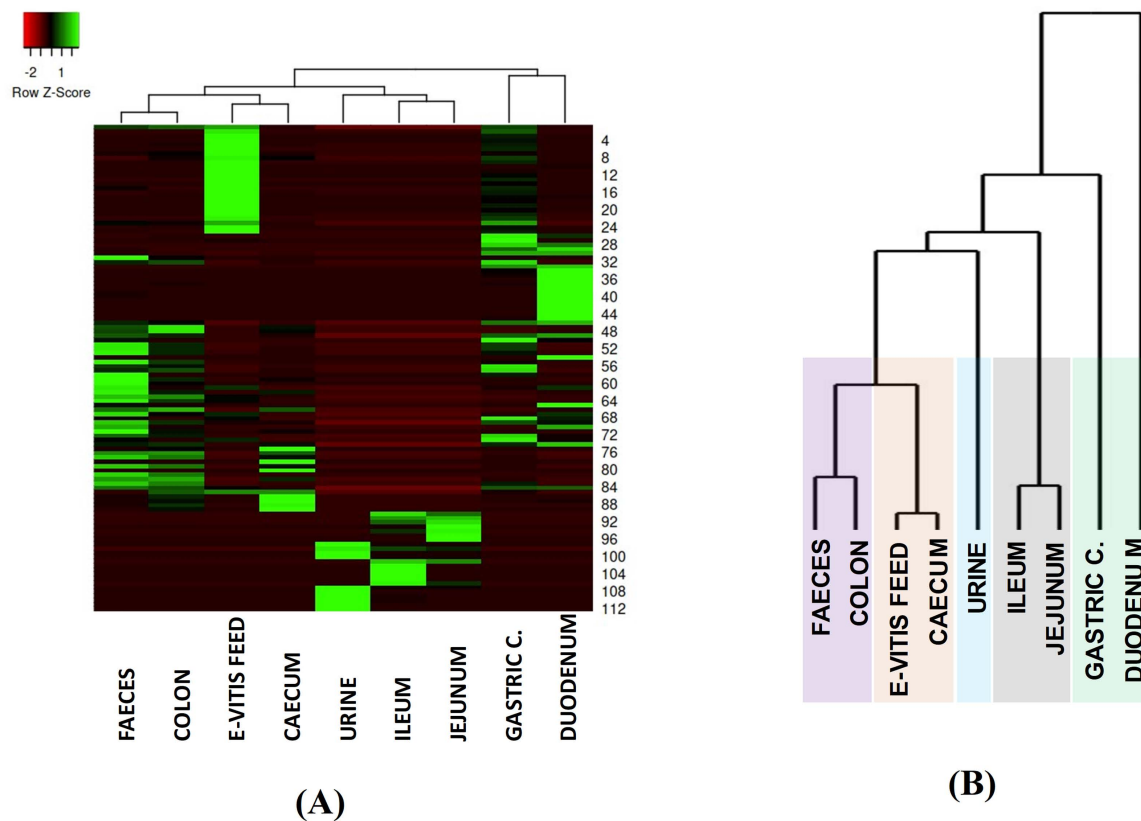 -2 1
Row Z-Score
4
8
12
16
20
24
28
32
36
40
44
48
52
56
60
64
68
72
76
80
84
88
92
96
100
104
108
112
FAECES
COLON
E-VITIS FEED
CAECUM
URINE
ILEUM
JEJUNUM
GASTRIC C.
DUODENUM
(A)
FAECES
COLON
E-VITIS FEED
CAECUM
URINE
ILEUM
JEJUNUM
GASTRIC C.
DUODENUM
(B)